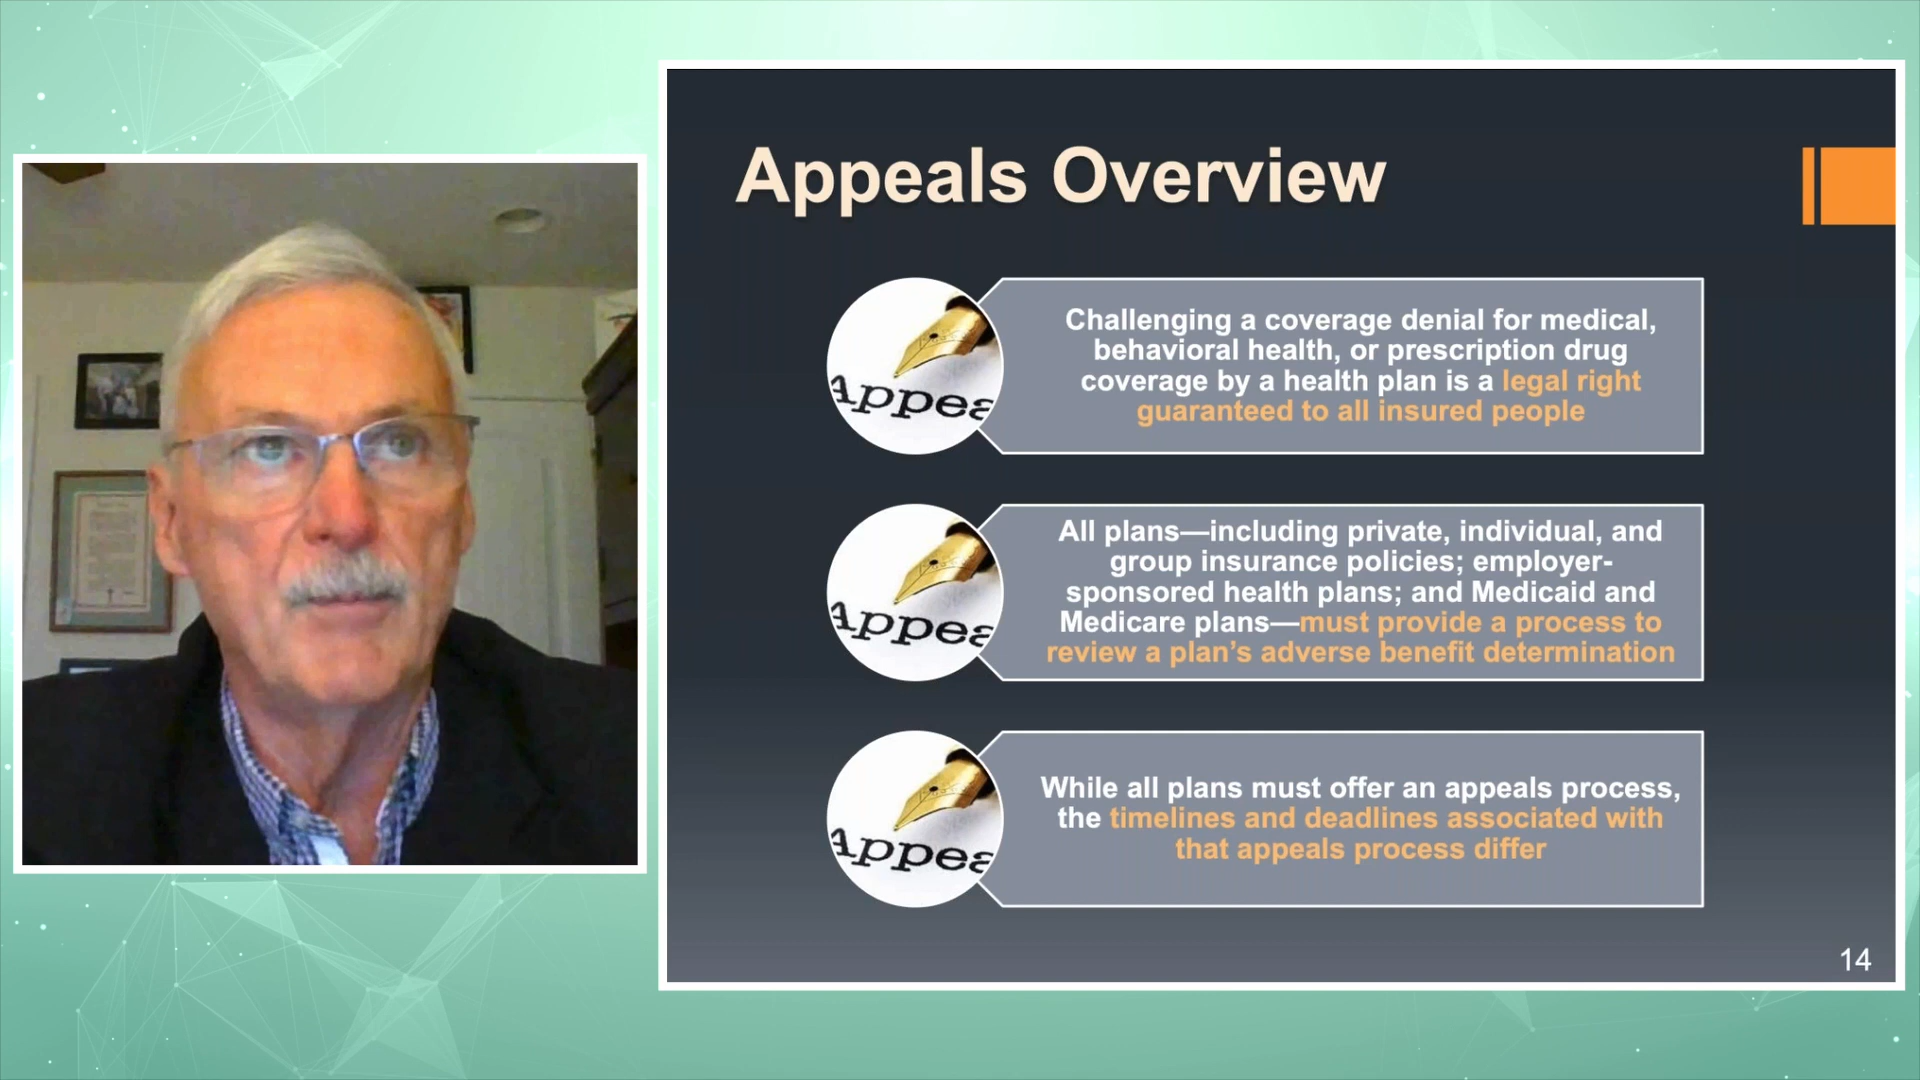 Appeals Overview
Challenging a coverage denial for medical,
behavioral health, or prescription drug
coverage by a health plan is a legal right
guaranteed to all insured people
Appea
All plans—including private, individual, and
group insurance policies; employer-
sponsored health plans; and Medicaid and
Medicare plans—must provide a process to
review a plan’s adverse benefit determination
Appea
While all plans must offer an appeals process,
the timelines and deadlines associated with
that appeals process differ
Appea
14